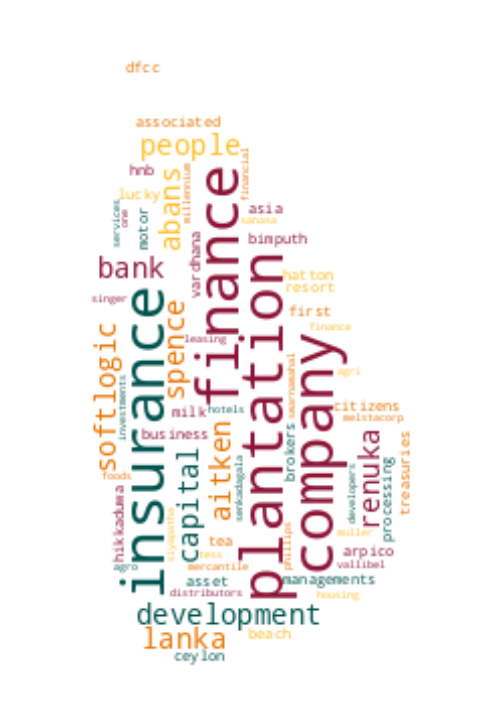 dfcc
associated
people
hnb
financial
millennium
lucky
abans
finance
services
one
motor
asia
sanasa
bimputh
vardhana
bank
plantation
hatton
resort
singer
insurance
spence
first
finance
softlogic
leasing
company
swarnamahal
agri
investments
milk
hotels
citizens
melstacorp
business
aitken
brokers
renuka
treasuries
capital
senkadagala
developers
processing
foods
hikkaduwa
siyapatha
tea
phillips
muller
arpico
bess
mercantile
vallibel
agro
asset
managements
distributors
housing
development
lanka
beach
ceylon